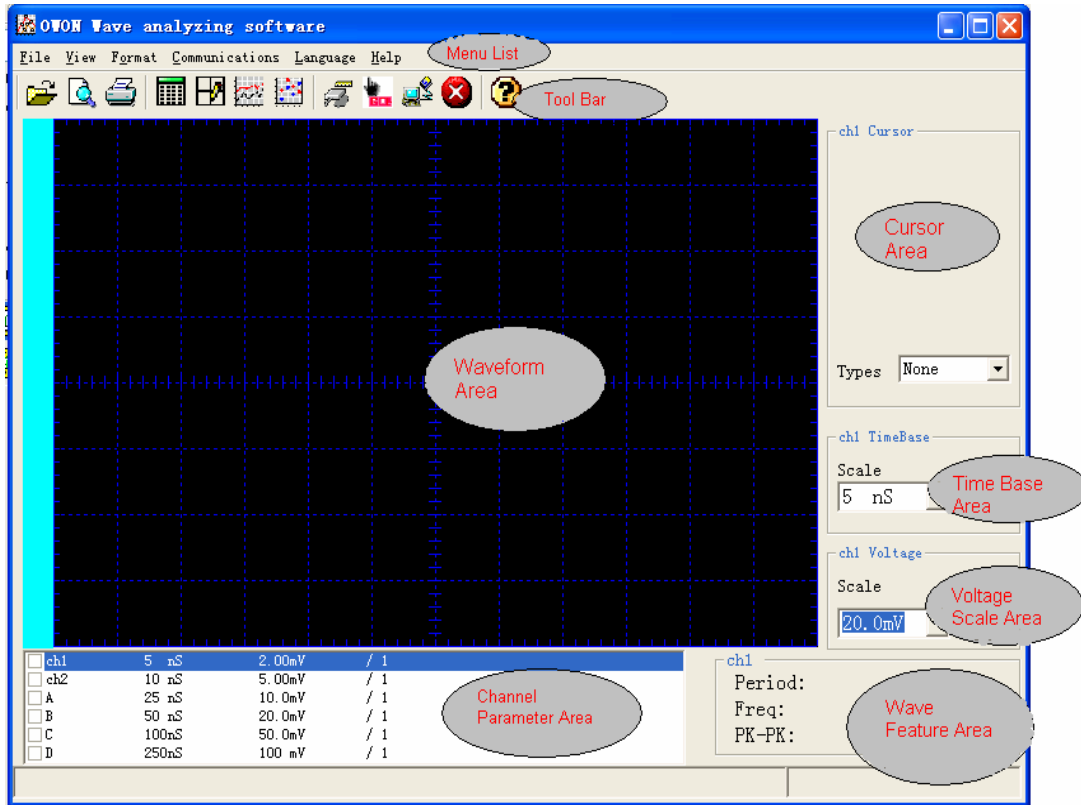 OWON Wave analyzing software
File View Format Communications Language Help
Menu List
Tool Bar
ch1 Cursor
Cursor
Area
Waveform
Area
Types None
ch1 TimeBase
Scale
5 nS
Time Base
Area
ch1 Voltage
Scale
20.0mV
Voltage
Scale Area
ch1 5 nS 2.00mV / 1
ch2 10 nS 5.00mV / 1
A 25 nS 10.0mV / 1
B 50 nS 20.0mV / 1
C 100nS 50.0mV / 1
D 250nS 100 mV / 1
Channel
Parameter Area
ch1
Period:
Freq:
PK-PK:
Wave
Feature Area